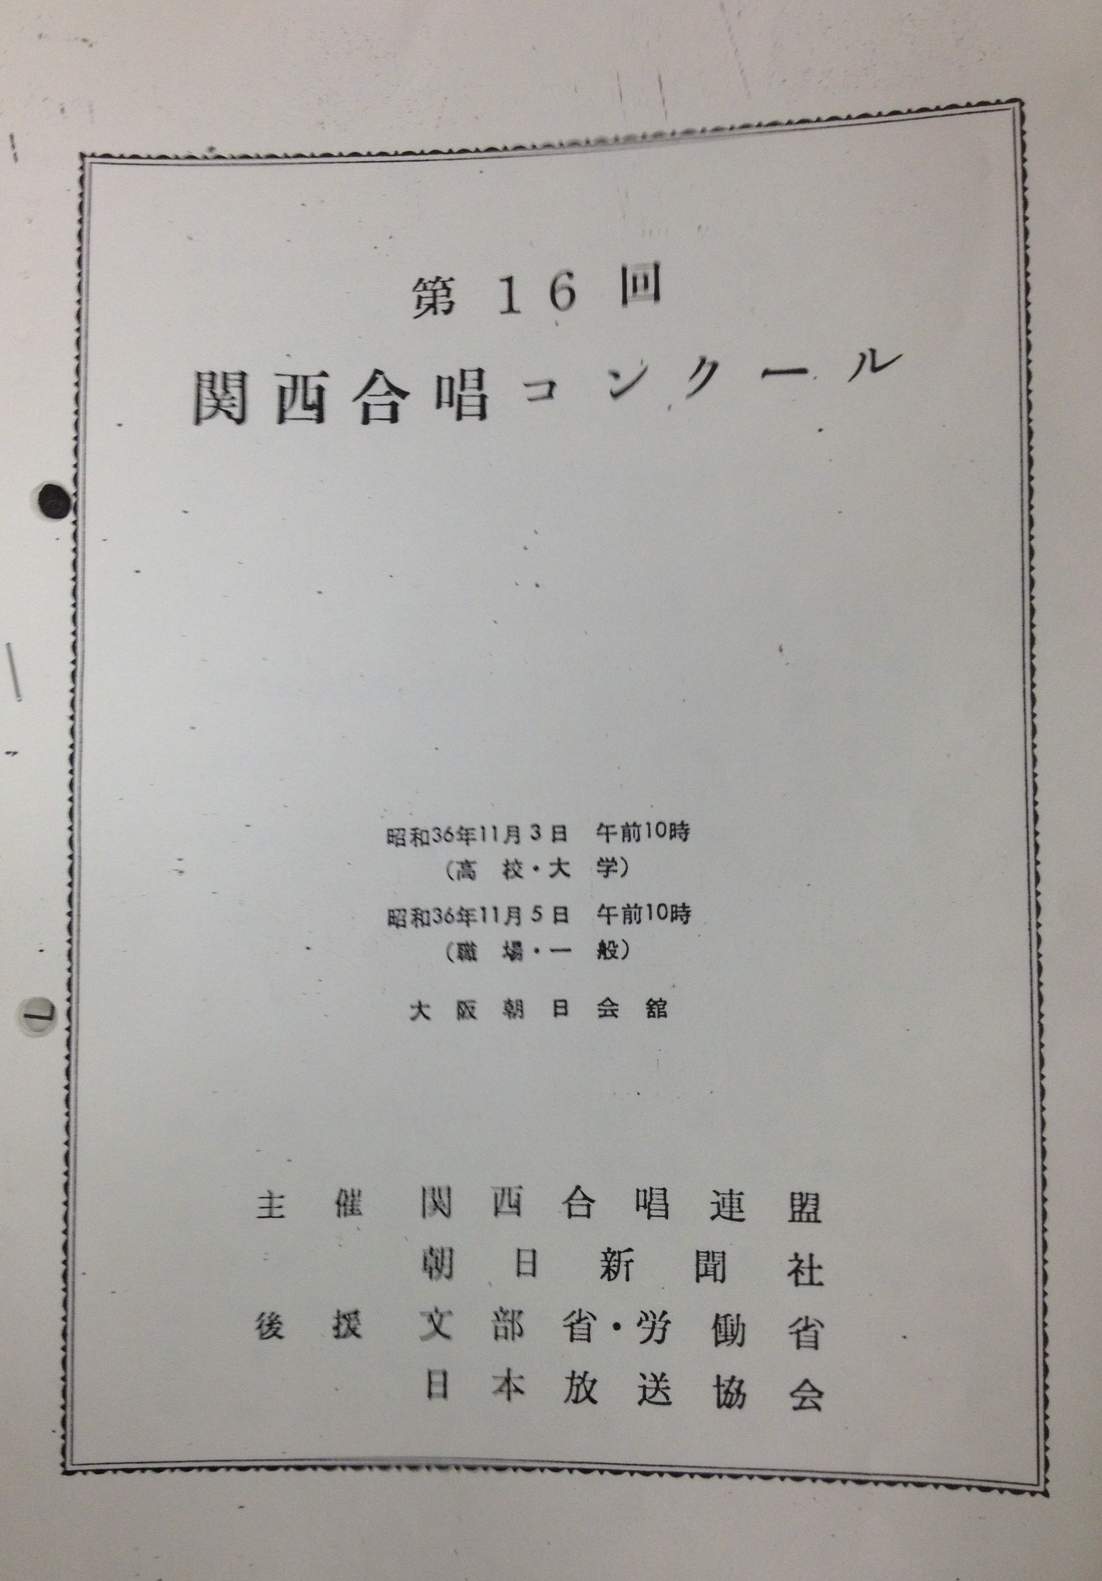 第16回
関西合唱コンクール
昭和36年11月3日 午前10時
(高校・大学)
昭和36年11月5日 午前10時
(職場・一般)
大阪朝日会舘
主催 関西合唱連盟
朝日新聞社
後援 文部省・労働省
日本放送協会